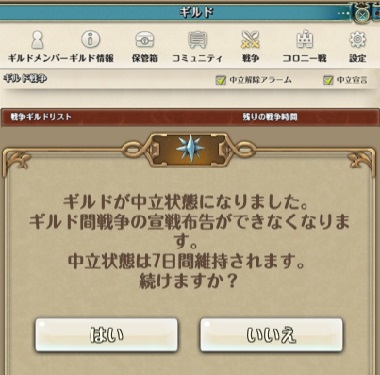 ギルド
ギルドメンバー ギルド情報 保管箱 コミュニティ 戦争 コロニー戦 設定
ギルド戦争 中立解除アラーム 中立宣言
戦争ギルドリスト 残りの戦争時間
ギルドが中立状態になりました。
ギルド間戦争の宣戦布告ができなくなりま
す。
中立状態は7日間維持されます。
続けますか？
はい いいえ